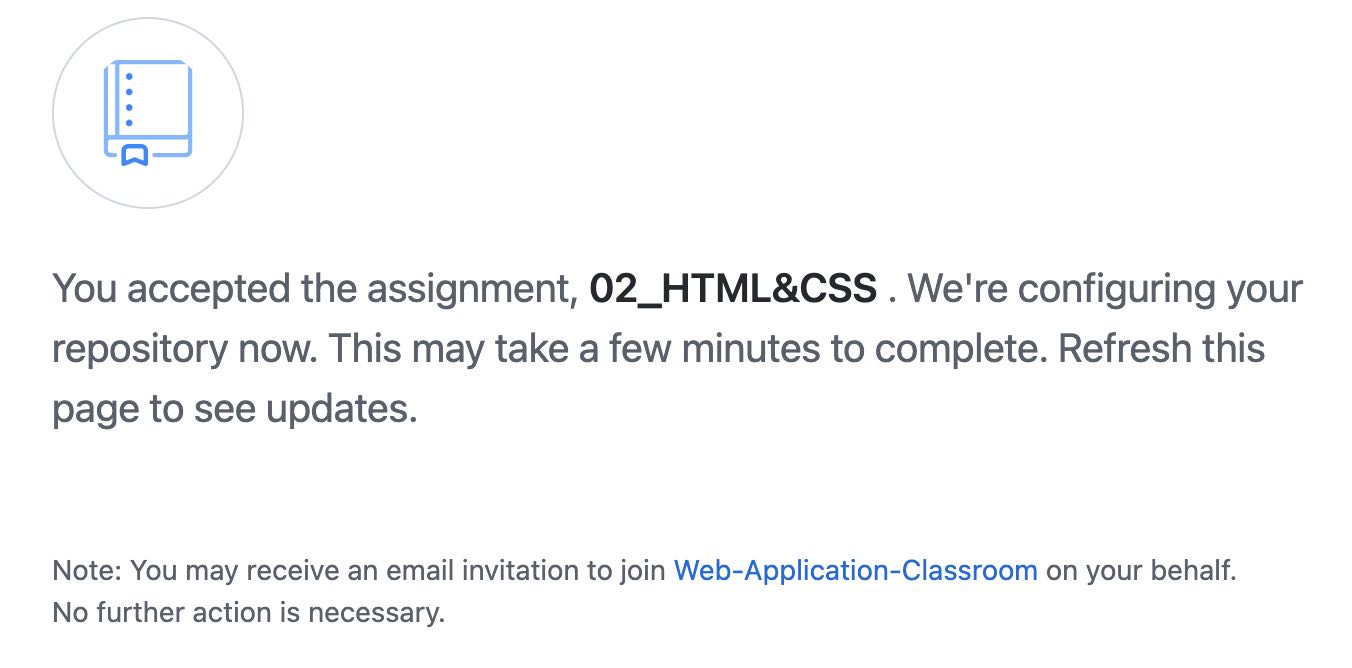 You accepted the assignment, 02_HTML&CSS . We're configuring your
repository now. This may take a few minutes to complete. Refresh this
page to see updates.
Note: You may receive an email invitation to join Web-Application-Classroom on your behalf.
No further action is necessary.